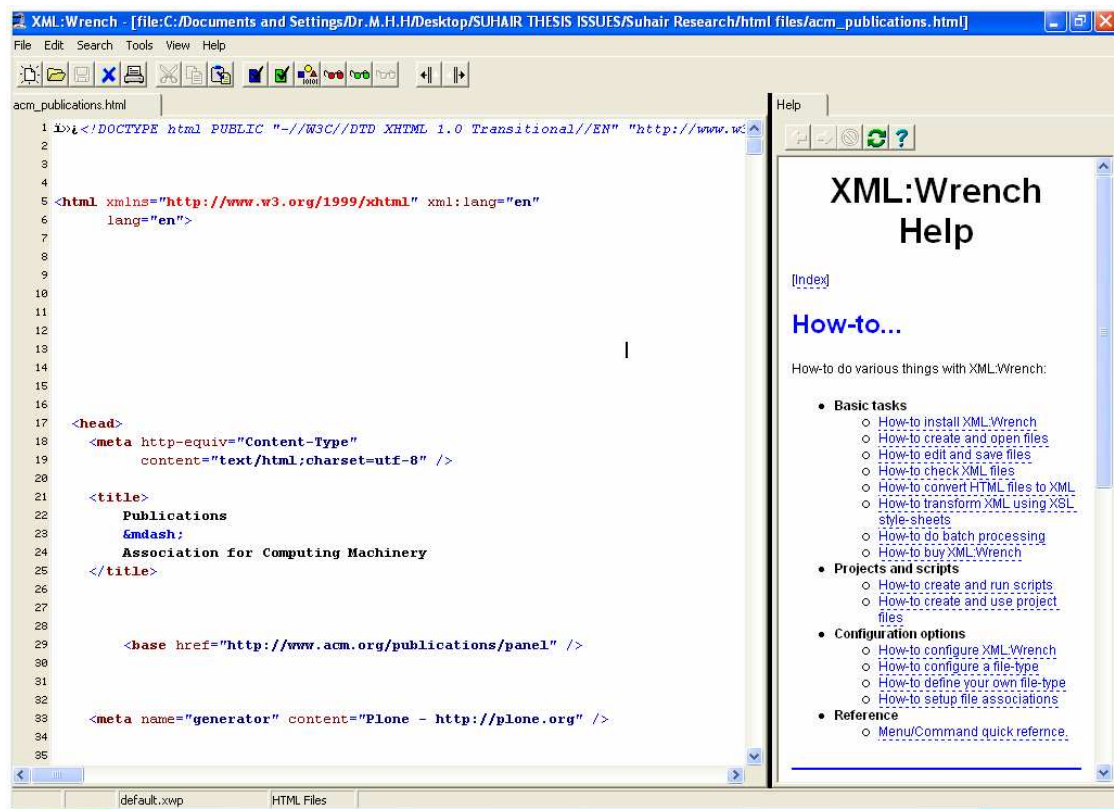 XML:Wrench - [file:C:/Documents and Settings/Dr.M.H.H/Desktop/SUHAIR THESIS ISSUES/Suhair Research/html files/acm_publications.html]
File Edit Search Tools View Help
acm_publications.html
1 ï»¿<!DOCTYPE html PUBLIC "-//W3C//DTD XHTML 1.0 Transitional//EN" "http://www.w3
2
3
4
5 <html xmlns="http://www.w3.org/1999/xhtml" xml:lang="en"
6 lang="en">
7
8
9
10
11
12
13
14
15
16
17 <head>
18 <meta http-equiv="Content-Type"
19 content="text/html;charset=utf-8" />
20
21 <title>
22 Publications
23 &mdash;
24 Association for Computing Machinery
25 </title>
26
27
28
29 <base href="http://www.acm.org/publications/panel" />
30
31
32
33 <meta name="generator" content="Plone - http://plone.org" />
34
35
default.xwp HTML Files
Help
XML:Wrench
Help
[Index]
How-to...
How-to do various things with XML:Wrench:
Basic tasks
How-to install XML:Wrench
How-to create and open files
How-to edit and save files
How-to check XML files
How-to convert HTML files to XML
How-to transform XML using XSL
style-sheets
How-to do batch processing
How-to buy XML:Wrench
Projects and scripts
How-to create and run scripts
How-to create and use project
files
Configuration options
How-to configure XML:Wrench
How-to configure a file-type
How-to define your own file-type
How-to setup file associations
Reference
Menu/Command quick refernce.